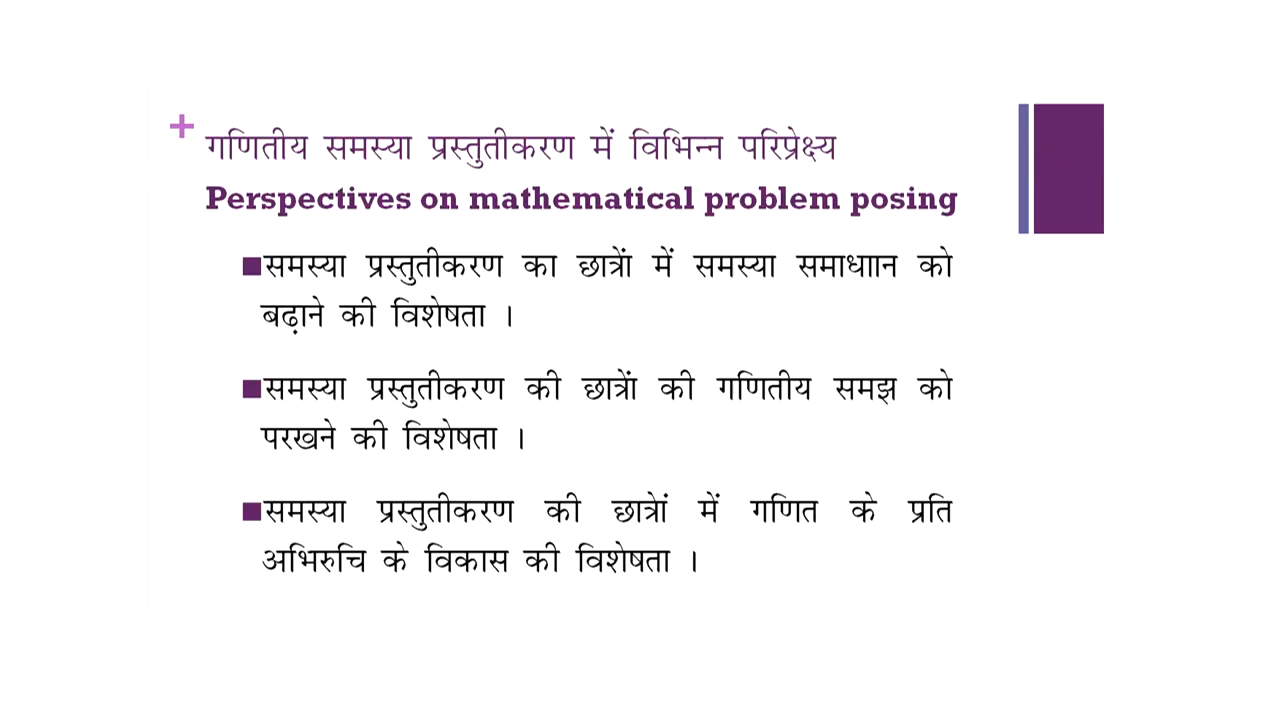 गणितीय समस्या प्रस्तुतीकरण में विभिन्न परिप्रेक्ष्य
Perspectives on mathematical problem posing
समस्या प्रस्तुतीकरण का छात्रों में समस्या समाधाान को
बढ़ाने की विशेषता ।
समस्या प्रस्तुतीकरण की छात्रों की गणितीय समझ को
परखने की विशेषता ।
समस्या प्रस्तुतीकरण की छात्रों में गणित के प्रति
अभिरुचि के विकास की विशेषता ।